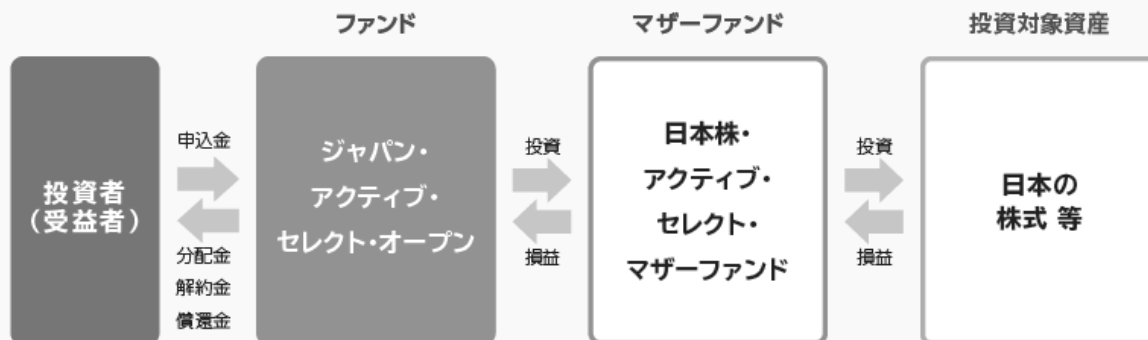 ファンド
マザーファンド
投資対象資産
投資者
（受益者）
申込金
分配金
解約金
償還金
ジャパン・
アクティブ・
セレクト・オープン
投資
損益
日本株・
アクティブ・
セレクト・
マザーファンド
投資
損益
日本の
株式 等